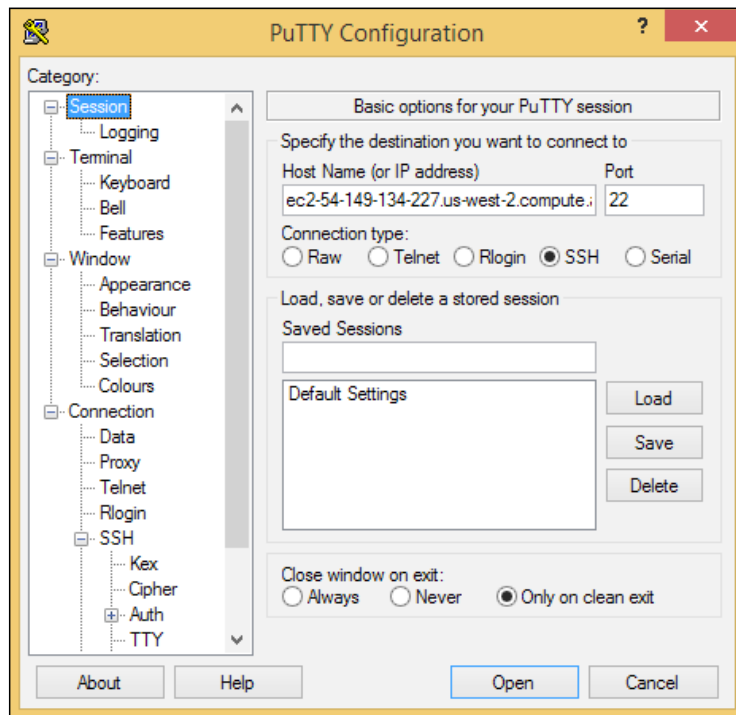 PuTTY Configuration ? ×
Category:
Session
Logging
Terminal
Keyboard
Bell
Features
Window
Appearance
Behaviour
Translation
Selection
Colours
Connection
Data
Proxy
Telnet
Rlogin
SSH
Kex
Cipher
Auth
TTY
Basic options for your PuTTY session
Specify the destination you want to connect to
Host Name (or IP address) Port
ec2-54-149-134-227.us-west-2.compute. 22
Connection type:
Raw Telnet Rlogin SSH Serial
Load, save or delete a stored session
Saved Sessions
Default Settings
Load
Save
Delete
Close window on exit:
Always Never Only on clean exit
About Help Open Cancel